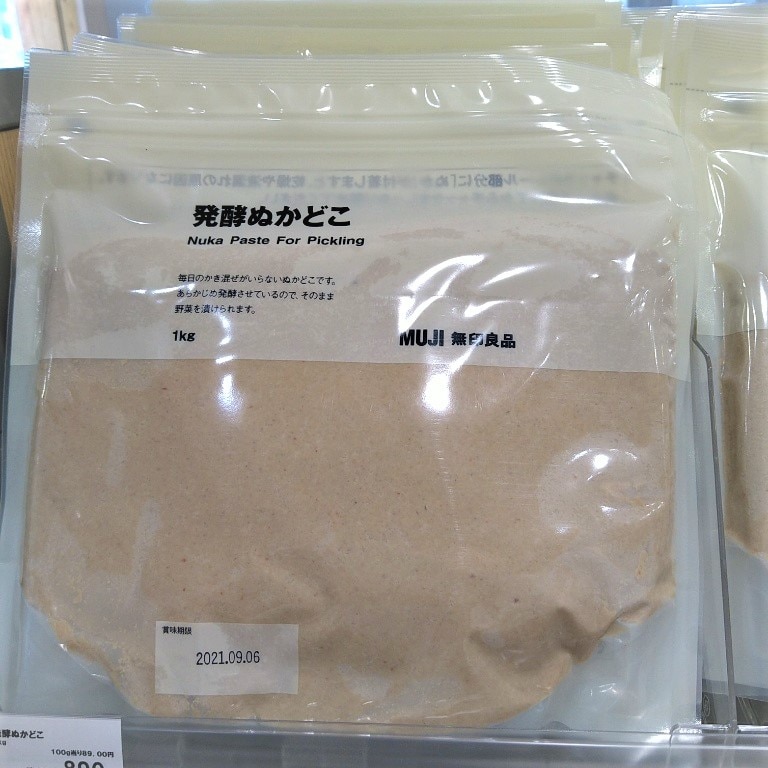 発酵ぬかどこ
Nuka Paste For Pickling
毎日のかき混ぜがいらないぬかどこです。
あらかじめ発酵させているので、そのまま
野菜を漬けられます。
1kg
MUJI 無印良品
賞味期限
2021.09.06
発酵ぬかどこ
kg
100g当り89.00円